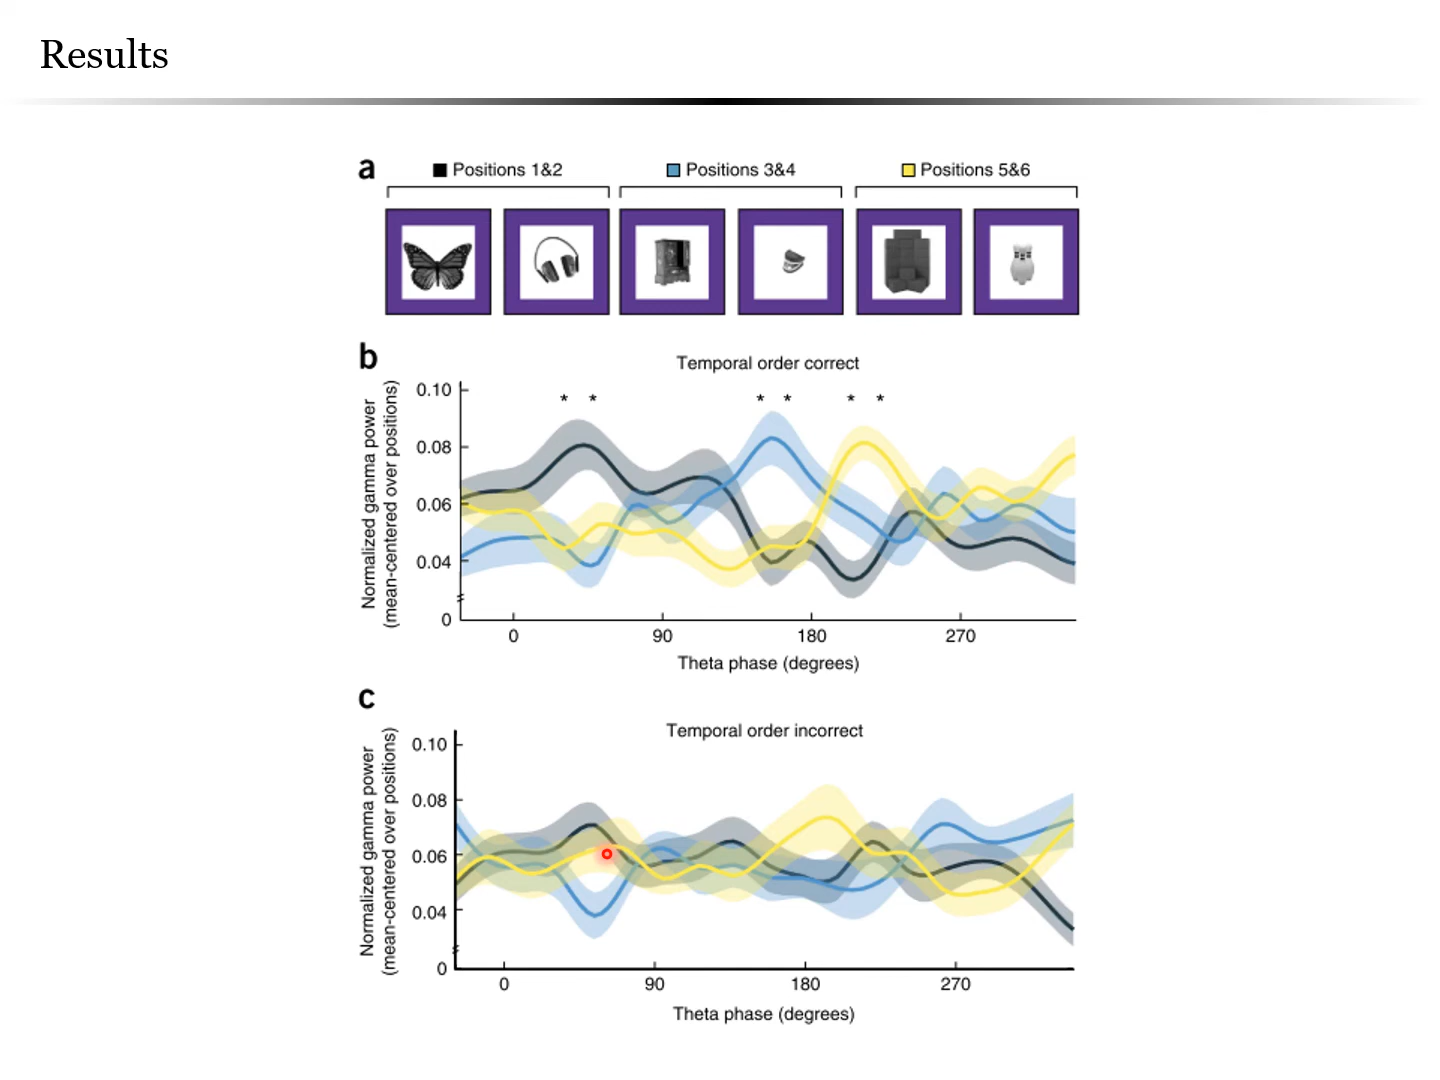 Results
a
Positions 1&2
Positions 3&4
Positions 5&6
b
Temporal order correct
Normalized gamma power
(mean-centered over positions)
0.10
0.08
0.06
0.04
0
* * * * * *
0 90 180 270
Theta phase (degrees)
c
Temporal order incorrect
Normalized gamma power
(mean-centered over positions)
0.10
0.08
0.06
0.04
0
0 90 180 270
Theta phase (degrees)